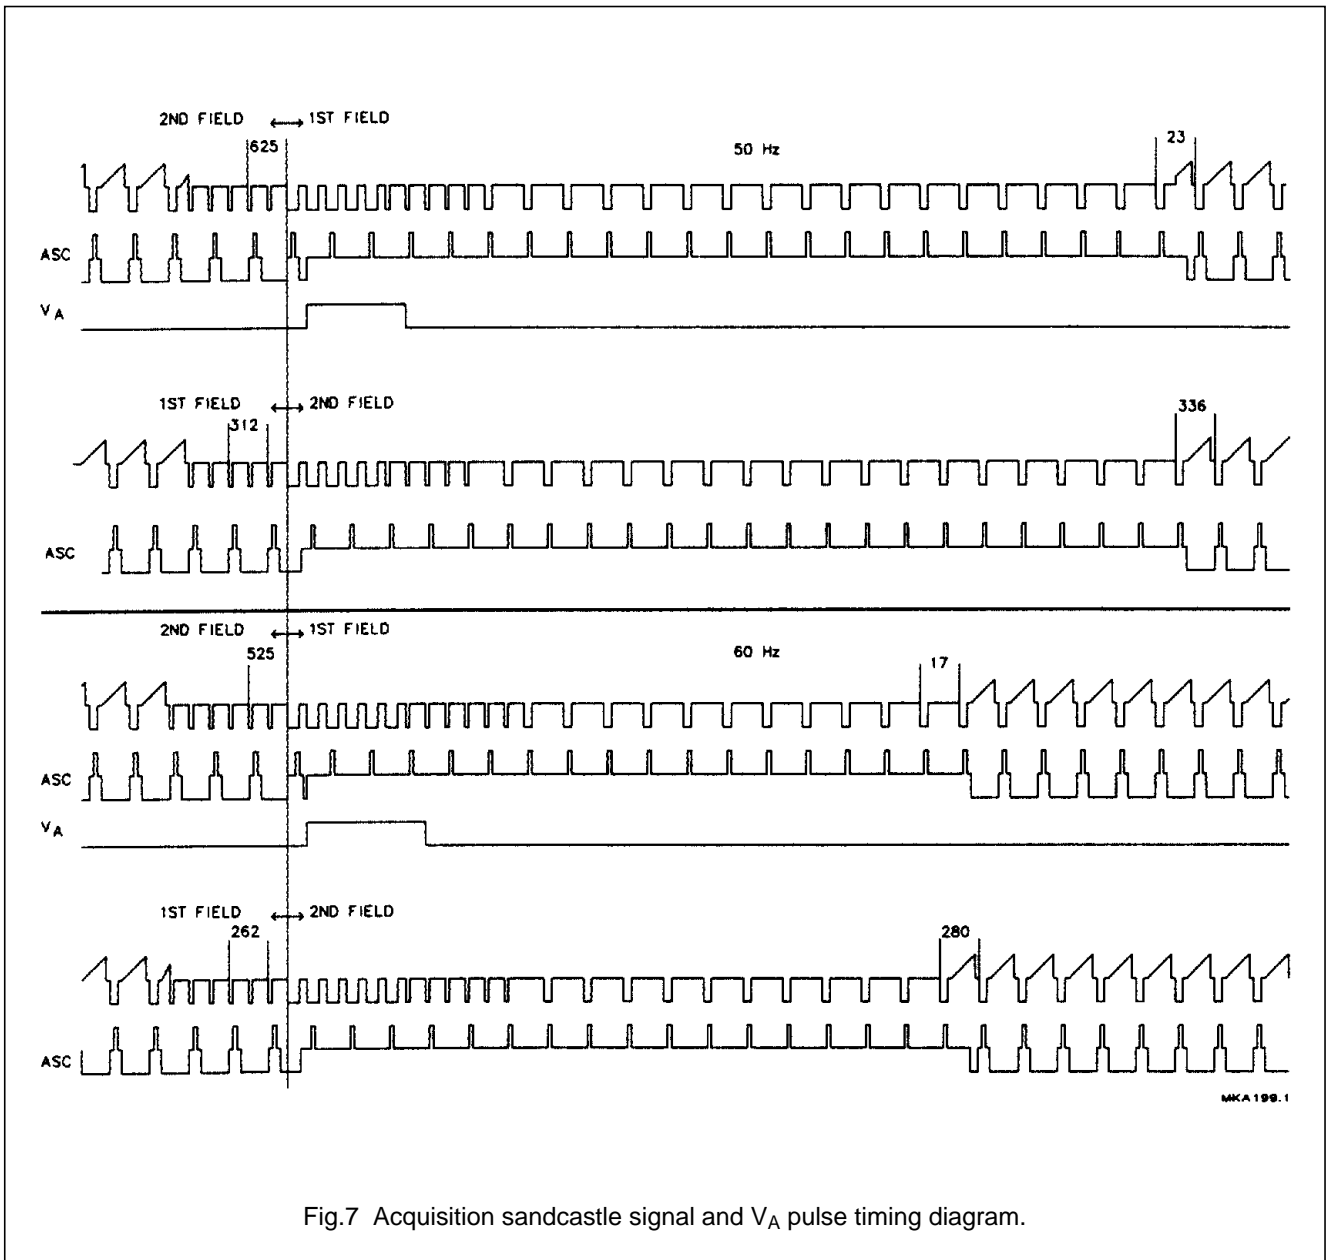 2ND FIELD 1ST FIELD
625
50 Hz
23
ASC
VA
1ST FIELD 2ND FIELD
312
336
ASC
2ND FIELD 1ST FIELD
525
60 Hz
17
ASC
VA
1ST FIELD 2ND FIELD
262
280
ASC
MKA199.1
Fig.7 Acquisition sandcastle signal and VA pulse timing diagram.